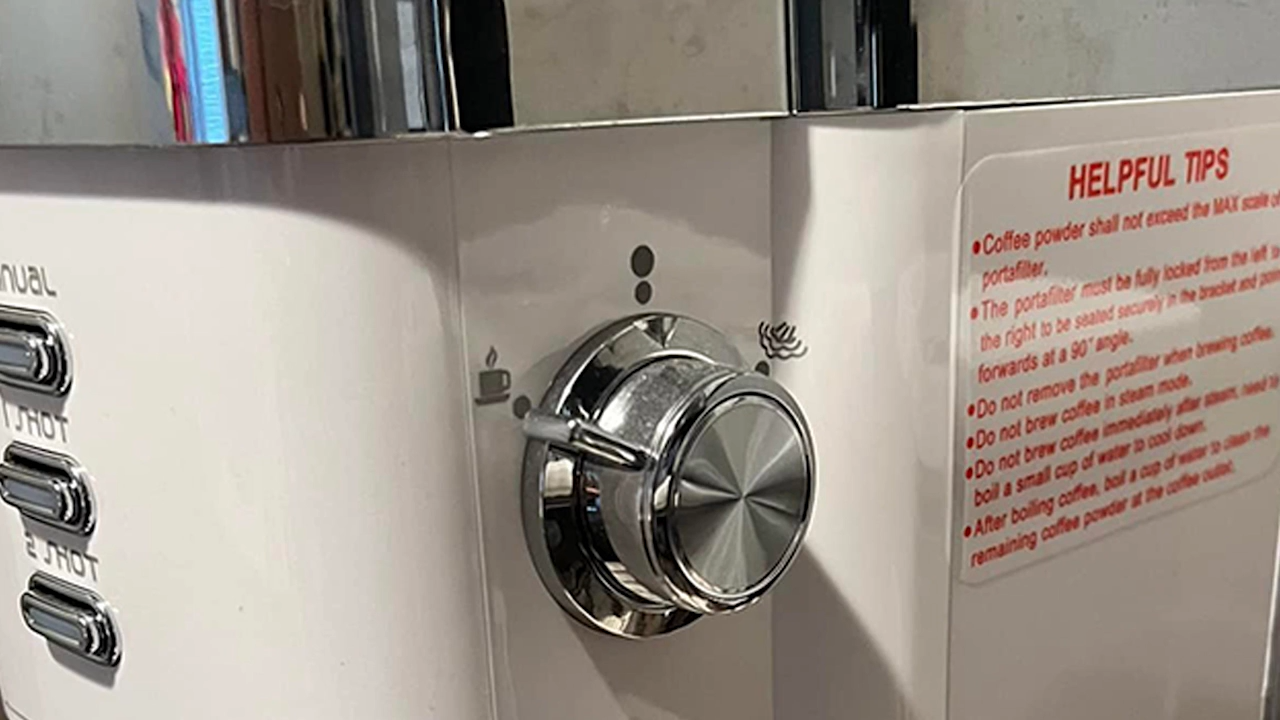 NUAL
1 SHOT
2 SHOT
HELPFUL TIPS
•Coffee powder shall not exceed the MAX scale of
portafilter.
•The portafilter must be fully locked from the left
the right to be seated securely in the bracket and
forwards at a 90° angle.
•Do not remove the portafilter when brewing coffee.
•Do not brew coffee in steam mode.
•Do not brew coffee immediately after steam, need to
boil a small cup of water to cool down.
•After boiling coffee, boil a cup of water to clean the
remaining coffee powder at the coffee outlet.